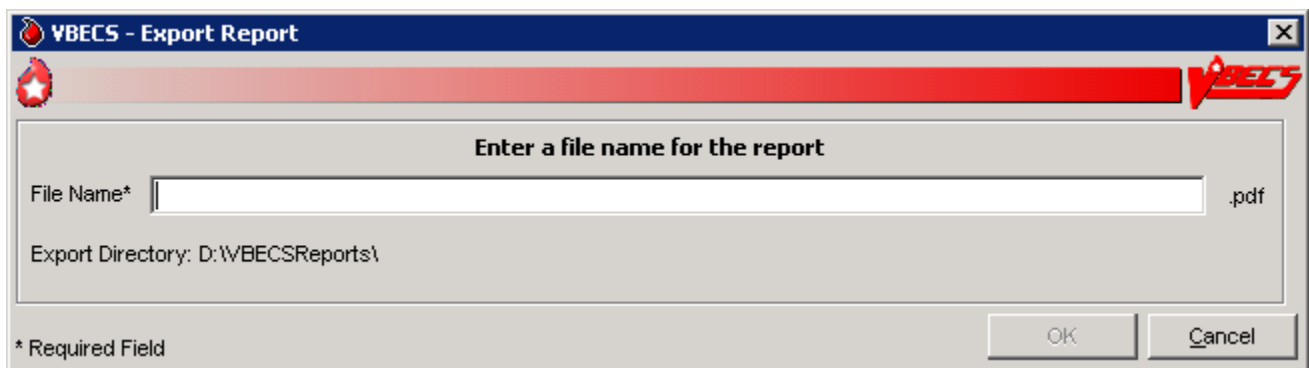 VBECS - Export Report
VBECS
Enter a file name for the report
File Name*
.pdf
Export Directory: D:\VBECSReports\
* Required Field
OK
Cancel